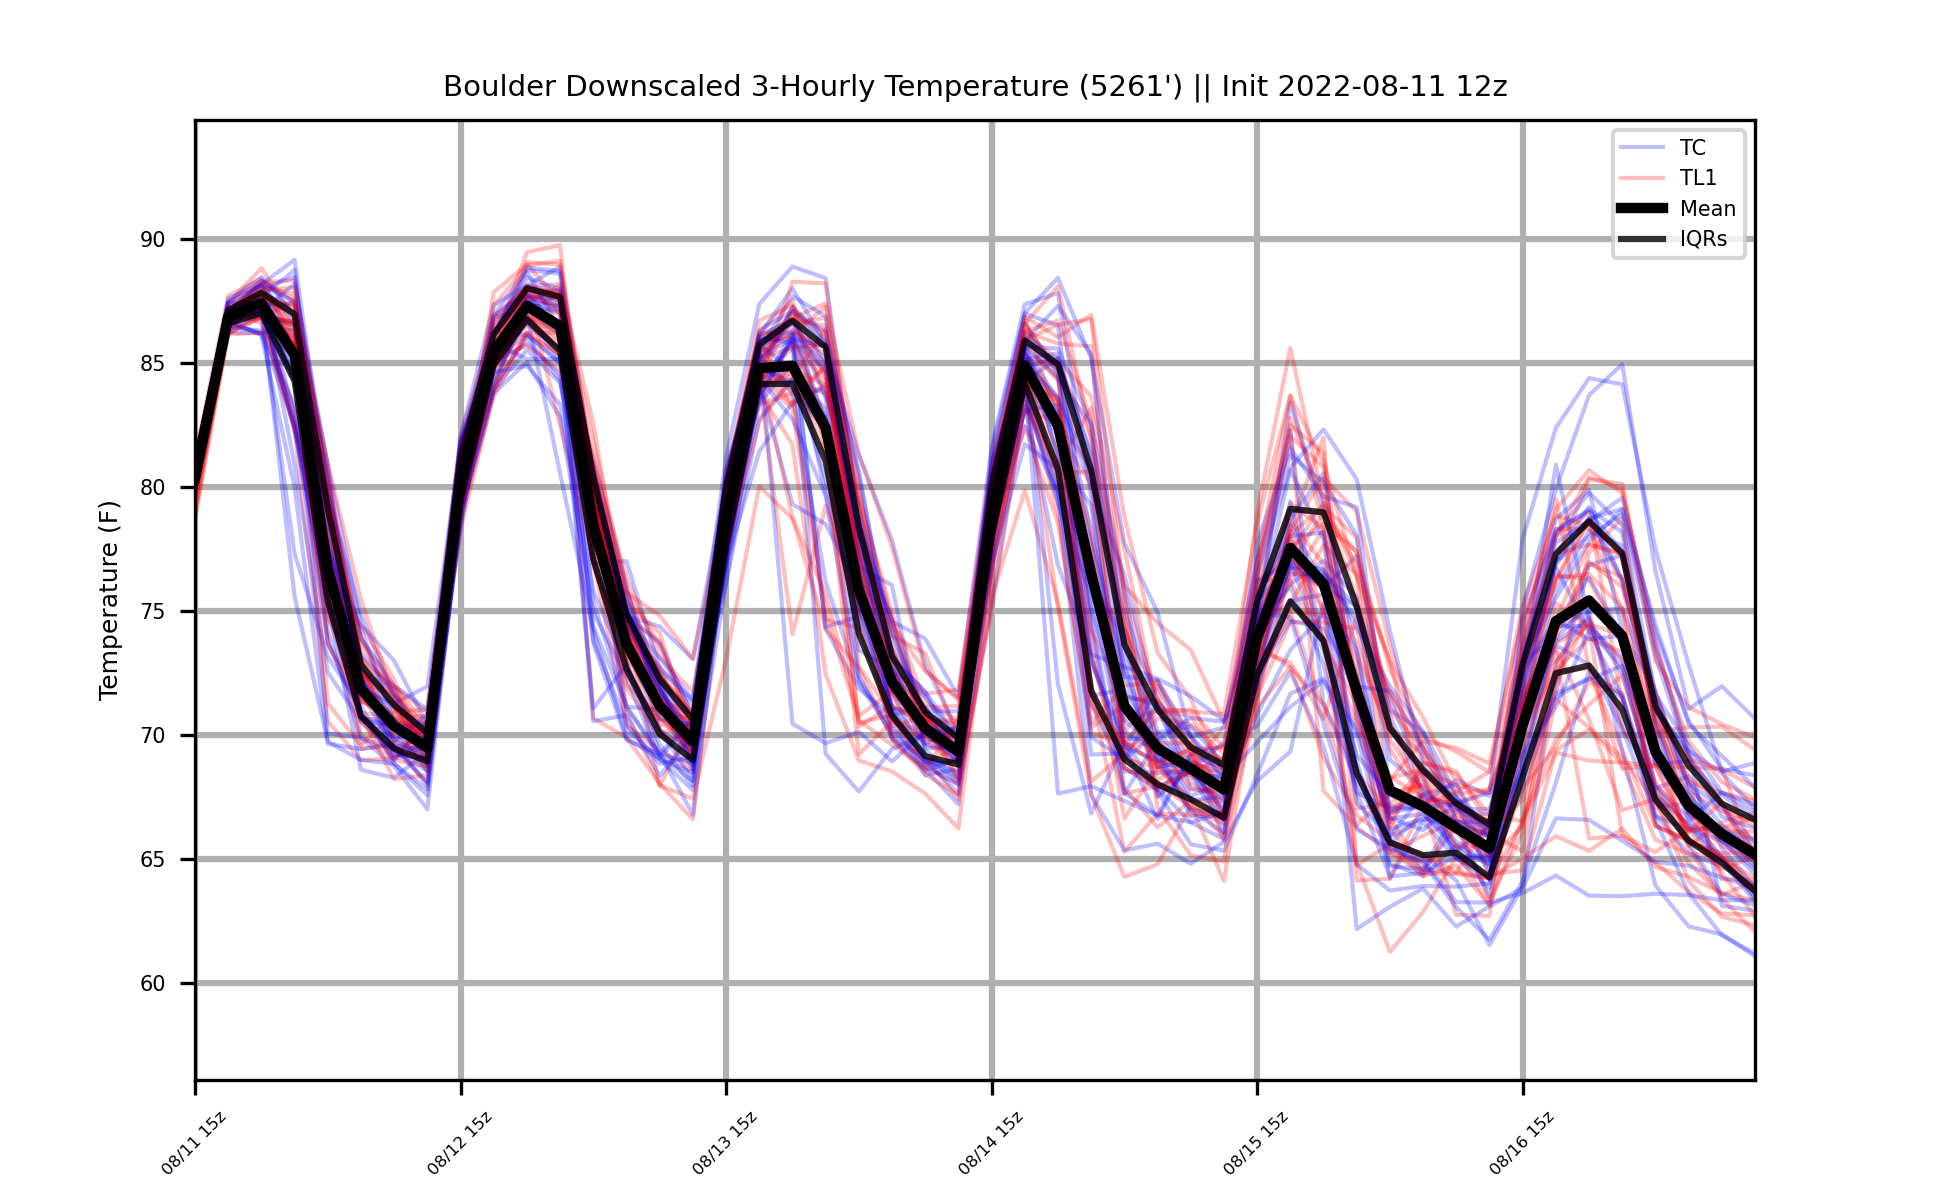 Boulder Downscaled 3-Hourly Temperature (5261') || Init 2022-08-11 12z
TC
TL1
Mean
IQRs
Temperature (F)
90
85
80
75
70
65
60
08/11 15z
08/12 15z
08/13 15z
08/14 15z
08/15 15z
08/16 15z